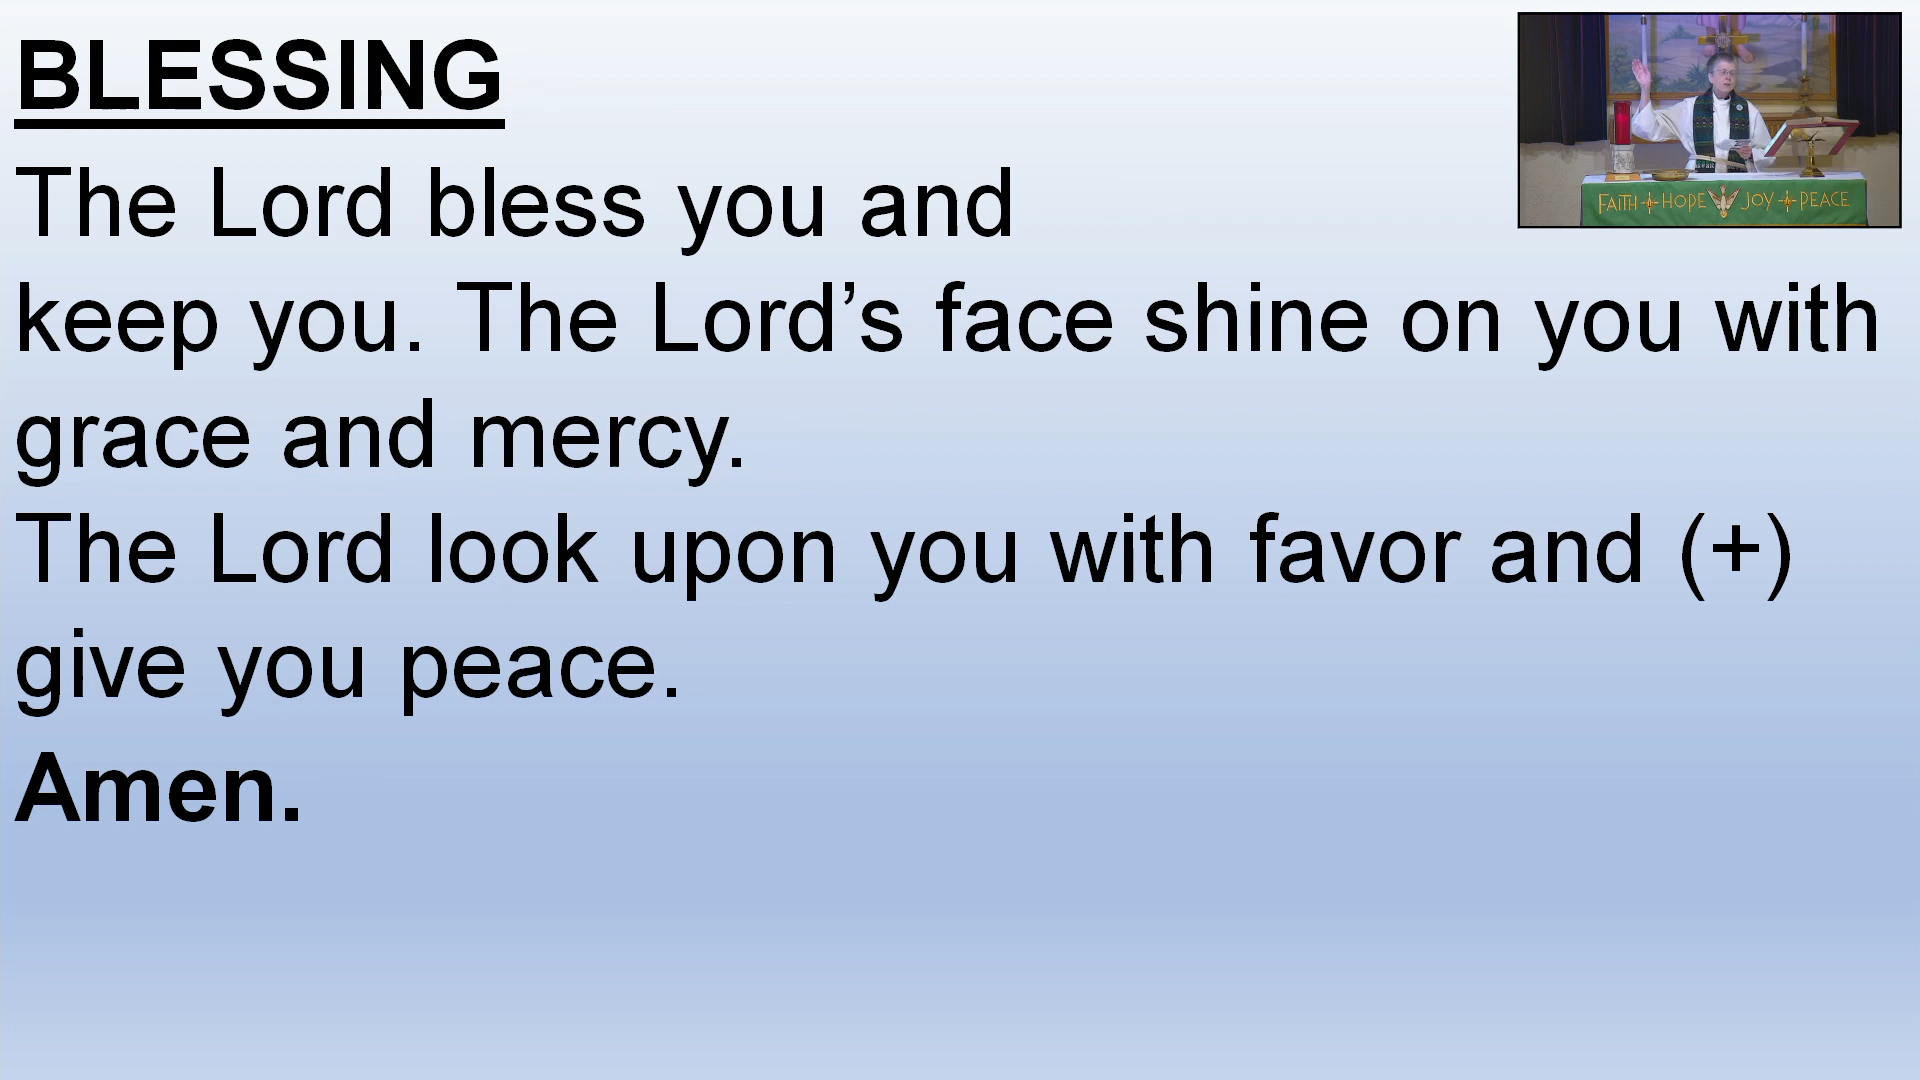 BLESSING
The Lord bless you and
keep you. The Lord’s face shine on you with
grace and mercy.
The Lord look upon you with favor and (+)
give you peace.
Amen.
FAITH HOPE JOY PEACE